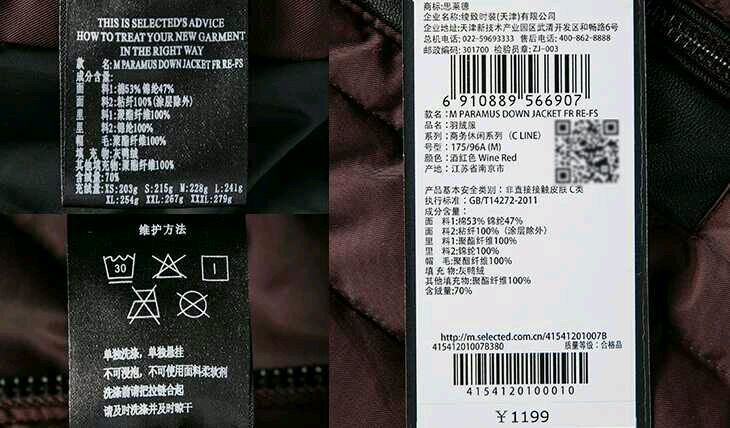 THIS IS SELECTED'S ADVICE
HOW TO TREAT YOUR NEW GARMENT
IN THE RIGHT WAY
款 名: M PARAMUS DOWN JACKET FR RE-FS
成分含量:
面 料1:棉53% 锦纶47%
面 料2:粘纤100%(涂层除外)
里 料1:聚酯纤维100%
里 料2:锦纶100%
帽 毛:聚酯纤维100%
填 充 物:灰鸭绒
其他填充物:聚酯纤维100%
含绒量:70%
充绒量: XS:203g S:215g M:228g L:241g
XL:254g XXL:267g XXXL:279g
维护方法
30
单独洗涤, 单独悬挂
不可浸泡, 不可使用面料柔软剂
洗涤前请把拉链合起
请及时洗涤并及时晾干
商标: 思莱德
企业名称: 绫致时装(天津)有限公司
企业地址: 天津新技术产业园区武清开发区和畅路6号
总机电话: 022-59693333 售后电话: 400-862-8888
邮政编码: 301700 检验员章: ZJ-003
6 910889 566907
款名: M PARAMUS DOWN JACKET FR RE-FS
品名: 羽绒服
系列: 商务休闲系列 (C LINE)
号型: 175/96A (M)
颜色: 酒红色 Wine Red
产地: 江苏省南京市
产品基本安全类别: 非直接接触皮肤 C类
执行标准: GB/T14272-2011
成分含量:
面 料1:棉53% 锦纶47%
面 料2:粘纤100% (涂层除外)
里 料1:聚酯纤维100%
里 料2:锦纶100%
帽 毛:聚酯纤维100%
填 充 物:灰鸭绒
其他填充物:聚酯纤维100%
含绒量:70%
http://m.selected.com.cn/41541201007B
41541201007B380 质量等级: 合格品
4154120100010
￥1199